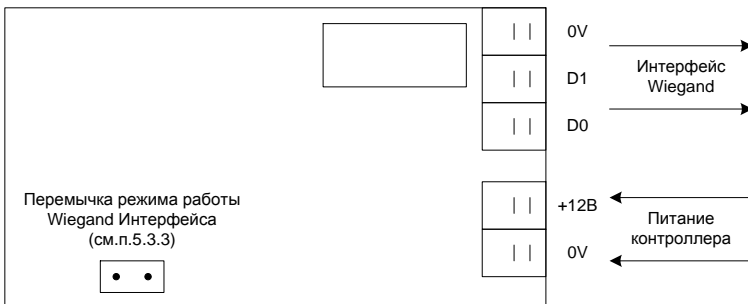 0V
D1
D0
Интерфейс
Wiegand
Перемычка режима работы
Wiegand Интерфейса
(см.п.5.3.3)
+12В
0V
Питание
контроллера